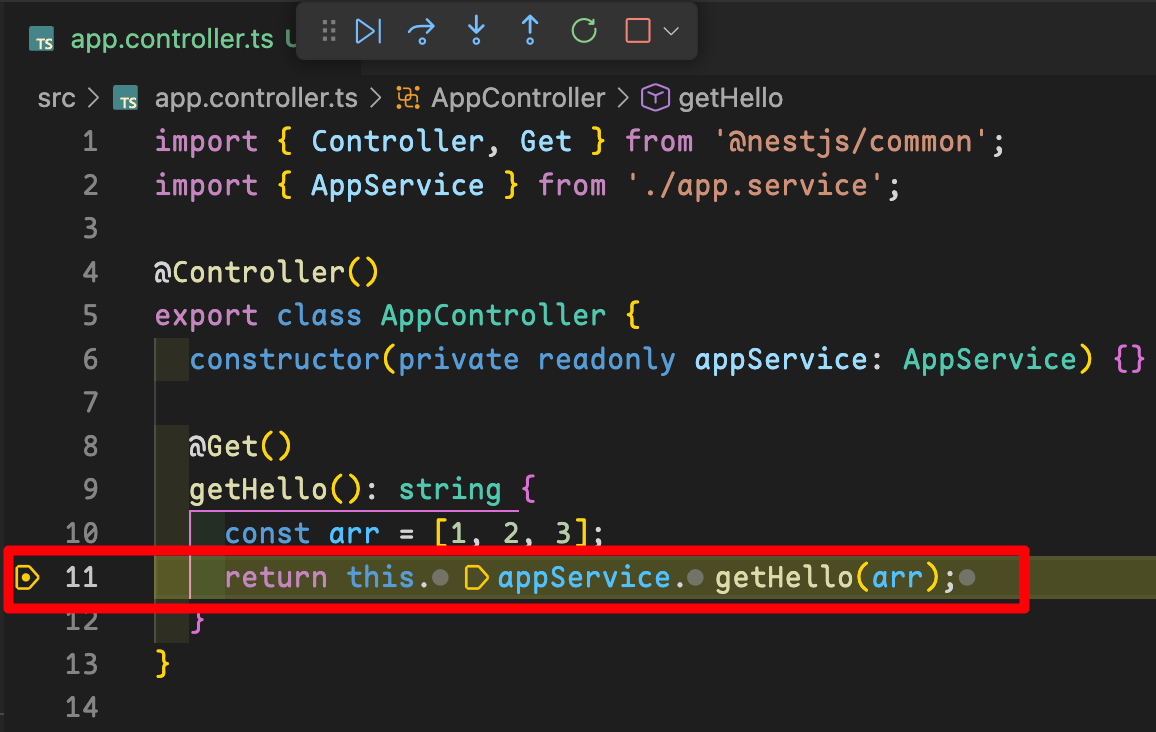 TS app.controller.ts U
src > TS app.controller.ts > AppController > getHello
1 import { Controller, Get } from '@nestjs/common';
2 import { AppService } from './app.service';
3
4 @Controller()
5 export class AppController {
6 constructor(private readonly appService: AppService) {}
7
8 @Get()
9 getHello(): string {
10 const arr = [1, 2, 3];
11 return this.appService.getHello(arr);
12 }
13 }
14